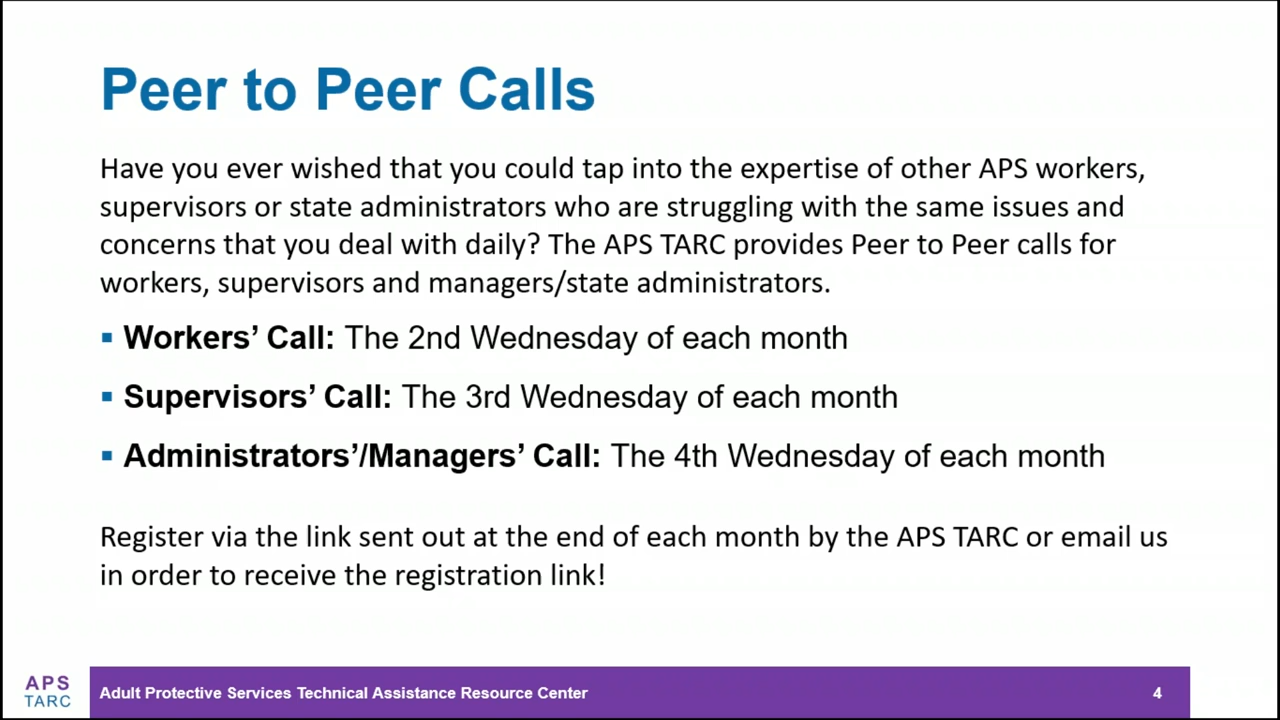 Peer to Peer Calls
Have you ever wished that you could tap into the expertise of other APS workers,
supervisors or state administrators who are struggling with the same issues and
concerns that you deal with daily? The APS TARC provides Peer to Peer calls for
workers, supervisors and managers/state administrators.
▪ Workers’ Call: The 2nd Wednesday of each month
▪ Supervisors’ Call: The 3rd Wednesday of each month
▪ Administrators’/Managers’ Call: The 4th Wednesday of each month
Register via the link sent out at the end of each month by the APS TARC or email us
in order to receive the registration link!
APS
TARC
Adult Protective Services Technical Assistance Resource Center
4